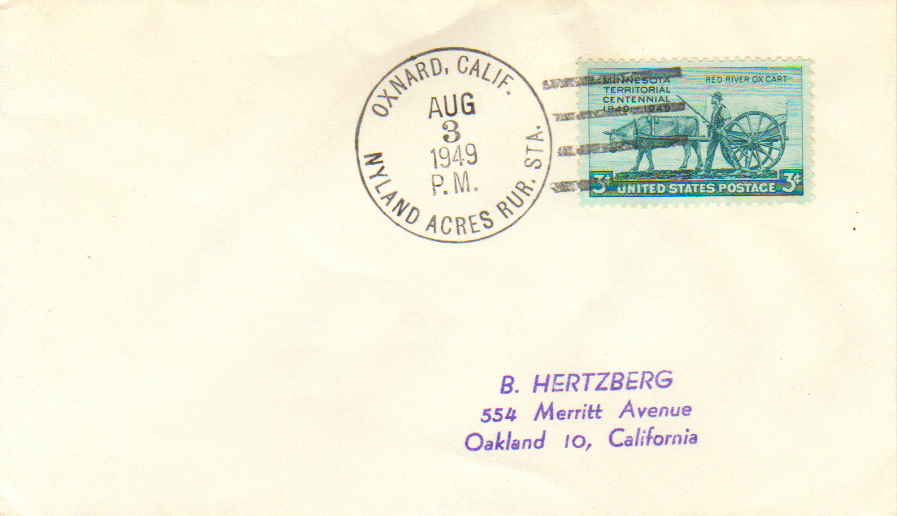 OXNARD, CALIF.
AUG
3
1949
P.M.
NYLAND ACRES RUR. STA.
MINNESOTA
TERRITORIAL
CENTENNIAL
1849-1949
RED RIVER OX CART
3¢ UNITED STATES POSTAGE 3¢
B. HERTZBERG
554 Merritt Avenue
Oakland 10, California